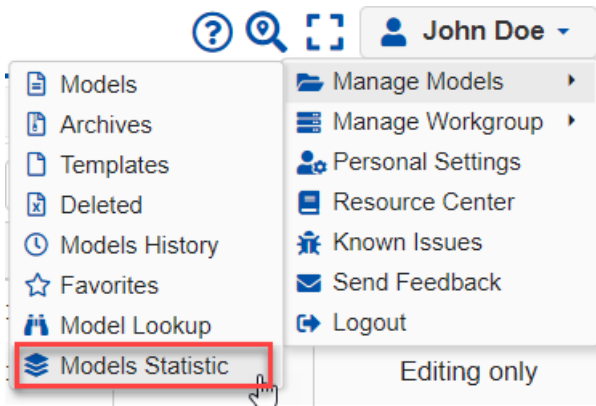 John Doe
Models
Archives
Templates
Deleted
Models History
Favorites
Model Lookup
Models Statistic
Manage Models
Manage Workgroup
Personal Settings
Resource Center
Known Issues
Send Feedback
Logout
Editing only